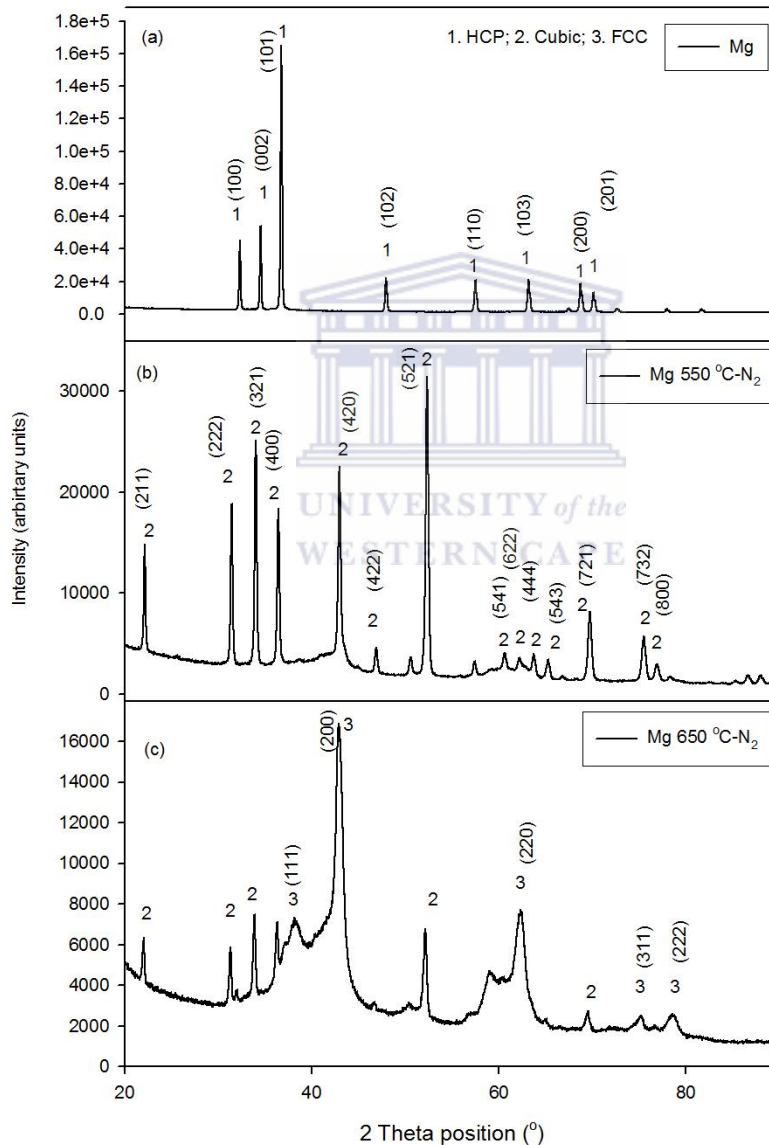 (a)
1. HCP; 2. Cubic; 3. FCC
Mg
1.8e+5
1.6e+5
1.4e+5
1.2e+5
1.0e+5
8.0e+4
6.0e+4
4.0e+4
2.0e+4
0.0
1 (100)
1 (002)
(101) 1
1 (102)
1 (110)
1 (103)
1 (200)
1 (201)
(b)
Mg 550 °C-N2
30000
20000
10000
0
2 (211)
2 (222)
2 (321)
2 (400)
2 (420)
2 (422)
(521) 2
2 (541)
2 (622)
2 (444)
2 (543)
2 (721)
2 (732)
2 (800)
UNIVERSITY of the
WESTERN CAPE
Intensity (arbirtary units)
(c)
Mg 650 °C-N2
16000
14000
12000
10000
8000
6000
4000
2000
0
2
2
2
3 (111)
(200) 3
2
3 (220)
2
3 (311)
3 (222)
20
40
60
80
2 Theta position (°)